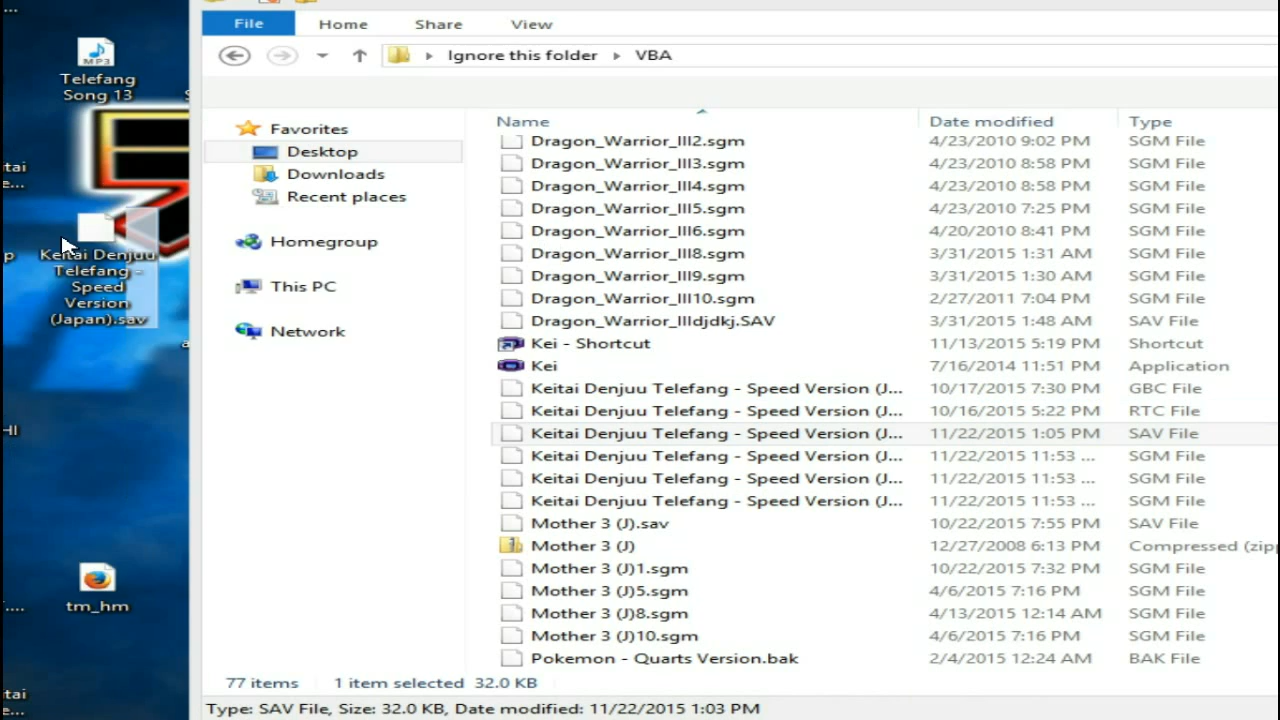 ...
MP3
Telefang
Song 13
tai
e...
Keitai Denjuu
Telefang -
Speed
Version
(Japan).sav
p
a
HI
tm_hm
....
tai
e...
File
Home
Share
View
Ignore this folder
VBA
Favorites
Desktop
Downloads
Recent places
Homegroup
This PC
Network
Name Date modified Type
Dragon_Warrior_III2.sgm 4/23/2010 9:02 PM SGM File
Dragon_Warrior_III3.sgm 4/23/2010 8:58 PM SGM File
Dragon_Warrior_III4.sgm 4/23/2010 8:58 PM SGM File
Dragon_Warrior_III5.sgm 4/23/2010 7:25 PM SGM File
Dragon_Warrior_III6.sgm 4/20/2010 8:41 PM SGM File
Dragon_Warrior_III8.sgm 3/31/2015 1:31 AM SGM File
Dragon_Warrior_III9.sgm 3/31/2015 1:30 AM SGM File
Dragon_Warrior_III10.sgm 2/27/2011 7:04 PM SGM File
Dragon_Warrior_IIIdjdkj.SAV 3/31/2015 1:48 AM SAV File
Kei - Shortcut 11/13/2015 5:19 PM Shortcut
Kei 7/16/2014 11:51 PM Application
Keitai Denjuu Telefang - Speed Version (J... 10/17/2015 7:30 PM GBC File
Keitai Denjuu Telefang - Speed Version (J... 10/16/2015 5:22 PM RTC File
Keitai Denjuu Telefang - Speed Version (J... 11/22/2015 1:05 PM SAV File
Keitai Denjuu Telefang - Speed Version (J... 11/22/2015 11:53 ... SGM File
Keitai Denjuu Telefang - Speed Version (J... 11/22/2015 11:53 ... SGM File
Keitai Denjuu Telefang - Speed Version (J... 11/22/2015 11:53 ... SGM File
Mother 3 (J).sav 10/22/2015 7:55 PM SAV File
Mother 3 (J) 12/27/2008 6:13 PM Compressed (zipp
Mother 3 (J)1.sgm 10/22/2015 7:32 PM SGM File
Mother 3 (J)5.sgm 4/6/2015 7:16 PM SGM File
Mother 3 (J)8.sgm 4/13/2015 12:14 AM SGM File
Mother 3 (J)10.sgm 4/6/2015 7:16 PM SGM File
Pokemon - Quarts Version.bak 2/4/2015 12:24 AM BAK File
77 items 1 item selected 32.0 KB
Type: SAV File, Size: 32.0 KB, Date modified: 11/22/2015 1:03 PM